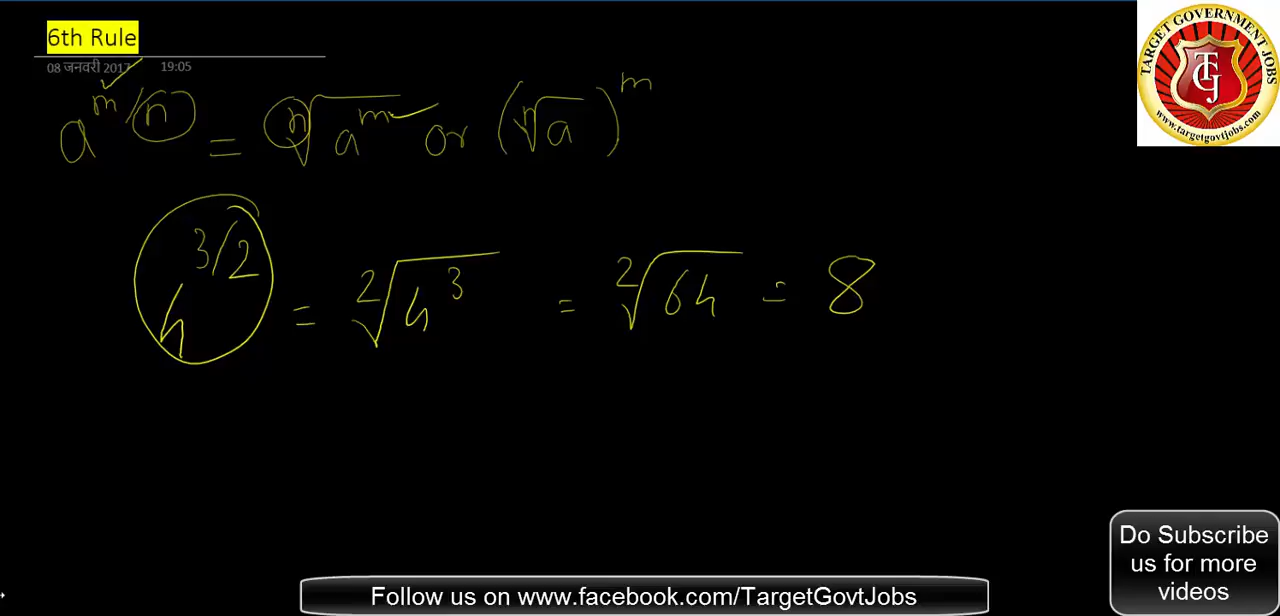 6th Rule
08 जनवरी 2017 19:05
a^{m/n} = ⁿ√(a^m) or (ⁿ√a)^m
4^{3/2} = ²√(4³) = ²√64 = 8
TARGET GOVERNMENT JOBS
TGJ
www.targetgovtjobs.com
Do Subscribe
us for more
videos
Follow us on www.facebook.com/TargetGovtJobs